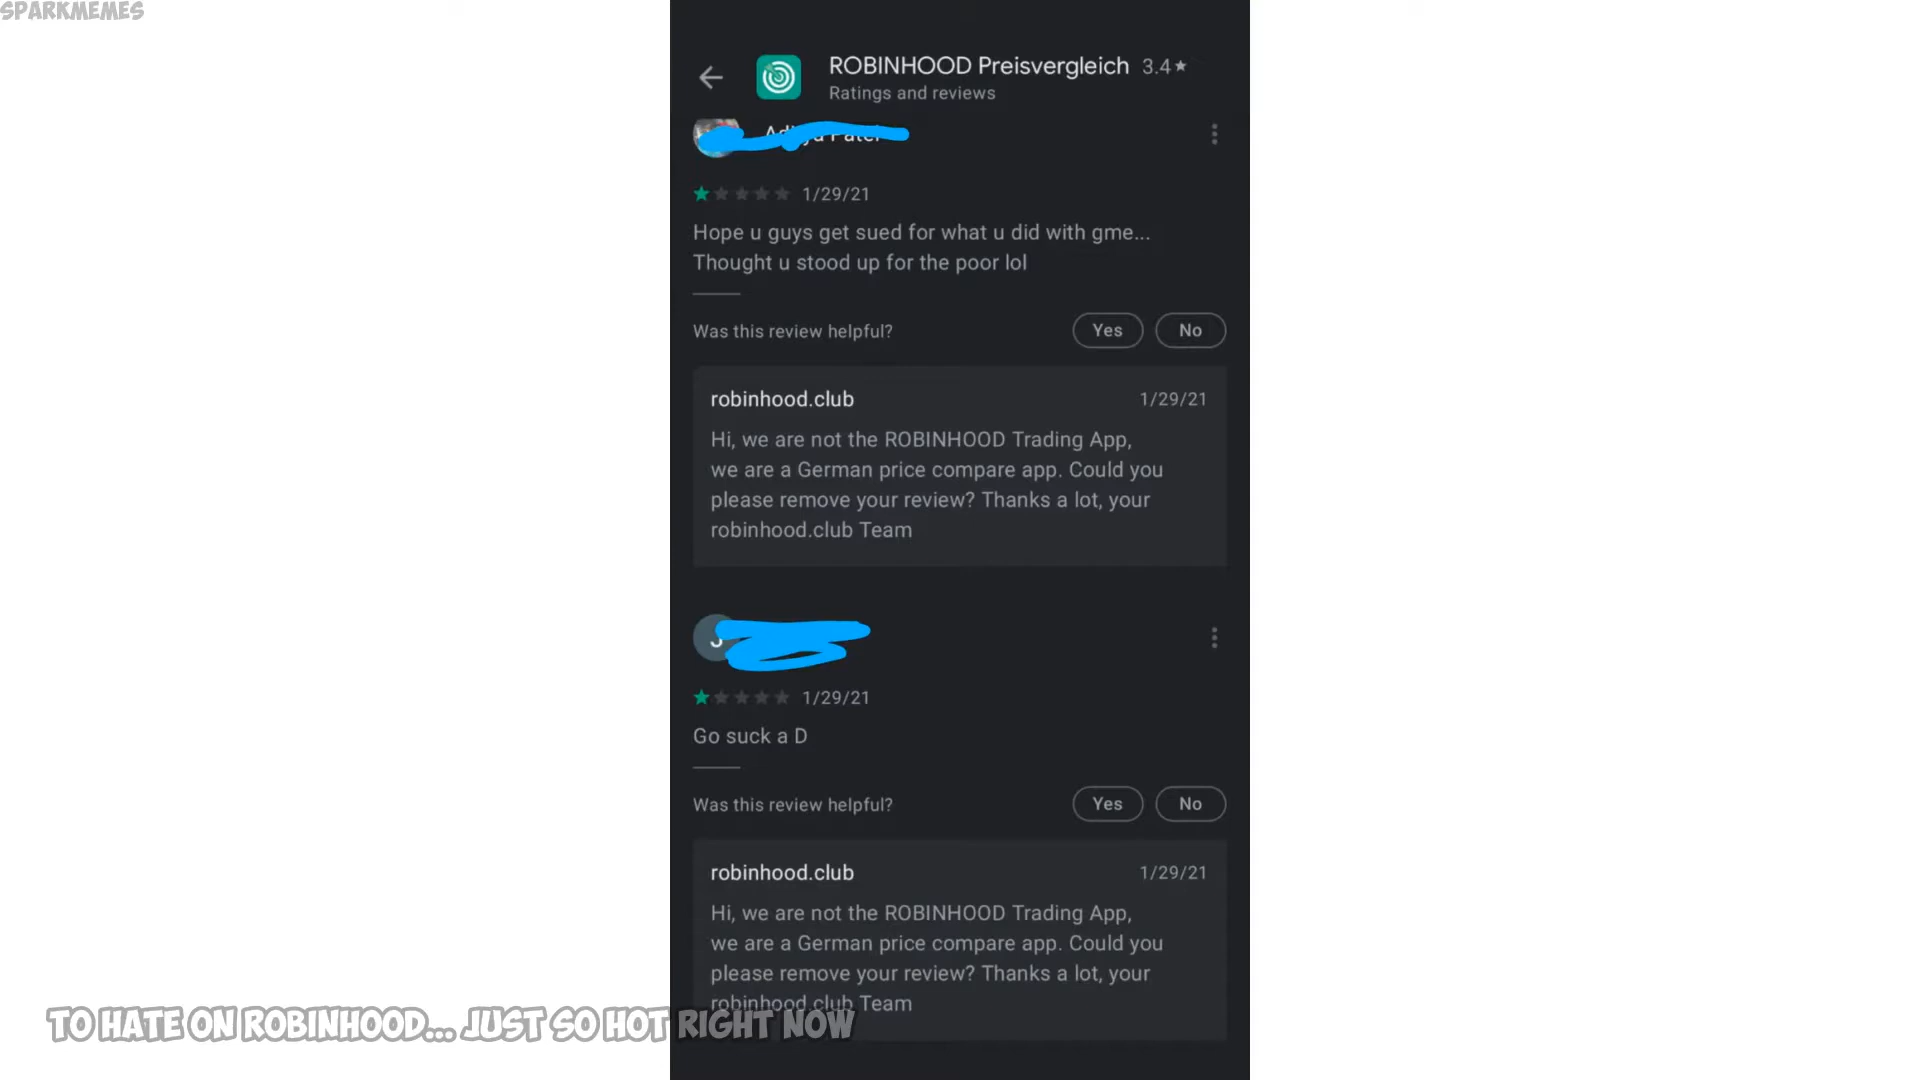 SPARKMEMES
ROBINHOOD Preisvergleich 3.4★
Ratings and reviews
1/29/21
Hope u guys get sued for what u did with gme...
Thought u stood up for the poor lol
Was this review helpful? Yes No
robinhood.club 1/29/21
Hi, we are not the ROBINHOOD Trading App,
we are a German price compare app. Could you
please remove your review? Thanks a lot, your
robinhood.club Team
1/29/21
Go suck a D
Was this review helpful? Yes No
robinhood.club 1/29/21
Hi, we are not the ROBINHOOD Trading App,
we are a German price compare app. Could you
please remove your review? Thanks a lot, your
robinhood.club Team
TO HATE ON ROBINHOOD... JUST SO HOT RIGHT NOW